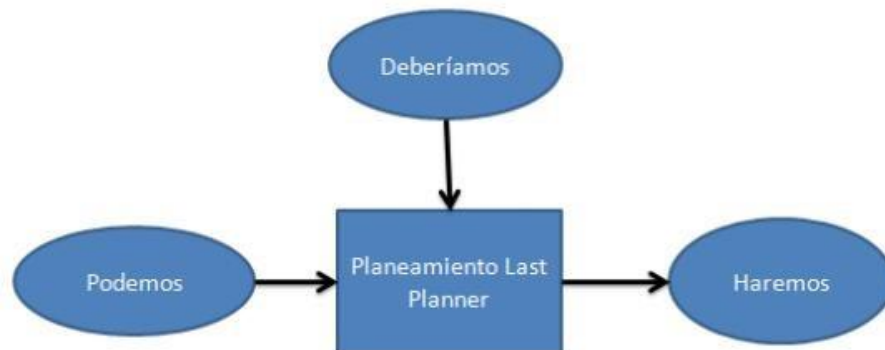 Deberíamos
Podemos
Planeamiento Last
Planner
Haremos